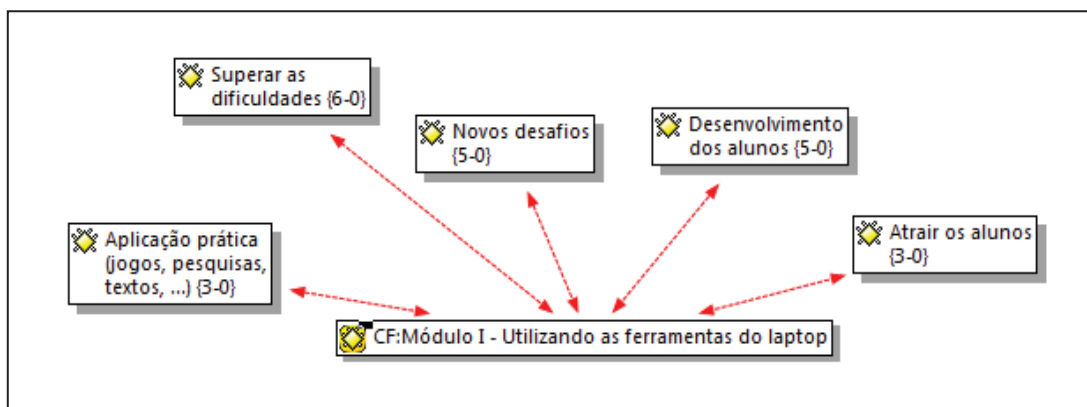 Superar as
dificuldades {6-0}
Novos desafios
{5-0}
Desenvolvimento
dos alunos {5-0}
Aplicação prática
(jogos, pesquisas,
textos, ...) {3-0}
Atrair os alunos
{3-0}
CF:Módulo I - Utilizando as ferramentas do laptop